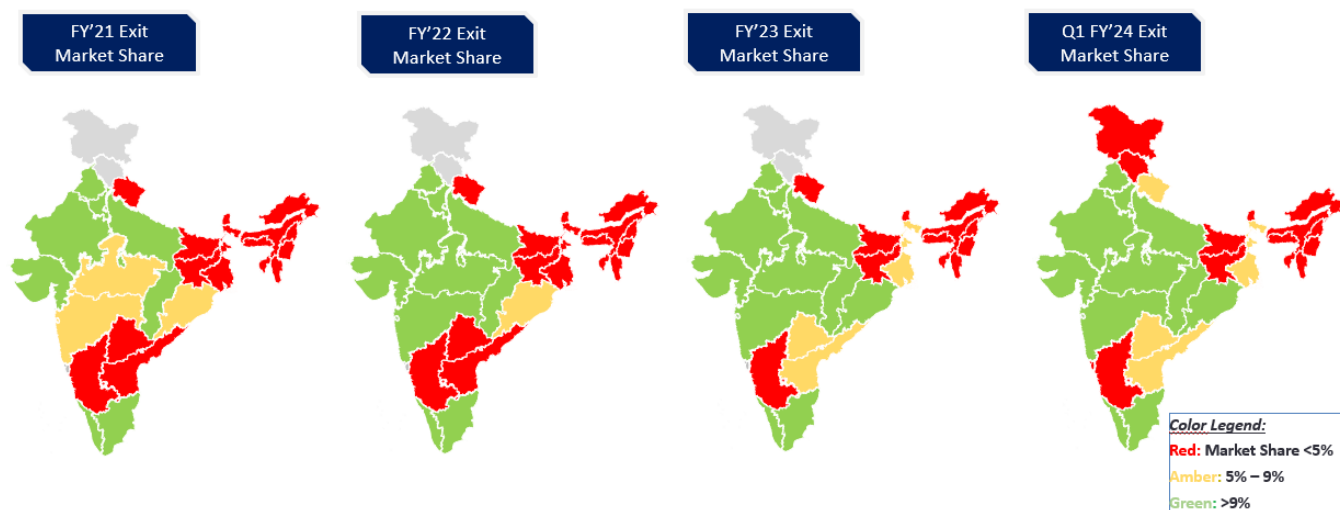 FY'21 Exit
Market Share
FY'22 Exit
Market Share
FY'23 Exit
Market Share
Q1 FY'24 Exit
Market Share
Color Legend:
Red: Market Share <5%
Amber: 5% – 9%
Green: >9%